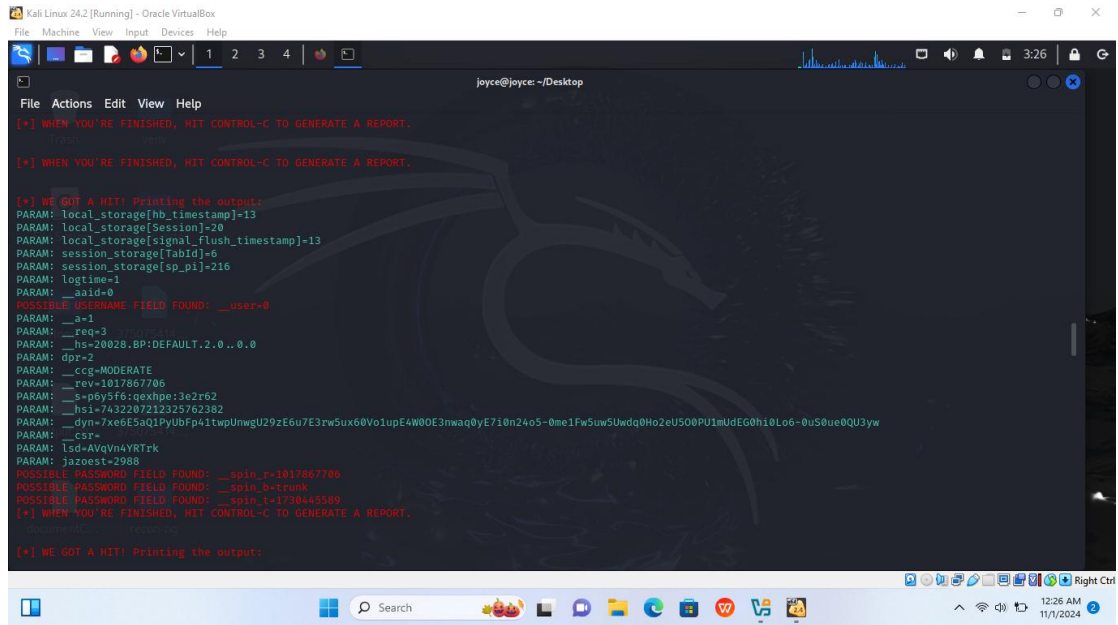 Kali Linux 24.2 [Running] - Oracle VirtualBox
File Machine View Input Devices Help
1 2 3 4
3:26
joyce@joyce: ~/Desktop
File Actions Edit View Help
[*] WHEN YOU'RE FINISHED, HIT CONTROL-C TO GENERATE A REPORT.
Trash
[*] WHEN YOU'RE FINISHED, HIT CONTROL-C TO GENERATE A REPORT.
[*] WE GOT A HIT! Printing the output:
PARAM: local_storage[hb_timestamp]=13
PARAM: local_storage[Session]=20
PARAM: local_storage[signal_flush_timestamp]=13
PARAM: session_storage[TabId]=6
PARAM: session_storage[sp_pi]=216
PARAM: logtime=1
PARAM: __aaid=0
POSSIBLE USERNAME FIELD FOUND: __user=0
PARAM: __a=1
PARAM: __req=3
PARAM: __hs=20028.BP:DEFAULT.2.0..0.0
PARAM: dpr=2
PARAM: __ccg=MODERATE
PARAM: __rev=1017867706
PARAM: __s=p6y5f6:qexhpe:3e2r62
PARAM: __hsi=7432207212325762382
PARAM: __dyn=7xe6E5aQ1PyUbFp41twpUnwgU29zE6u7E3rw5ux60Vo1upE4W0OE3nwaq0yE7i0n24o5-0me1Fw5uw5Uwdq0Ho2eU5O0PU1mUdEG0hi0Lo6-0uS0ue0QU3yw
PARAM: __csr=
PARAM: lsd=AVqVn4YRTrk
PARAM: jazoest=2988
POSSIBLE PASSWORD FIELD FOUND: __spin_r=1017867706
POSSIBLE PASSWORD FIELD FOUND: __spin_b=trunk
POSSIBLE PASSWORD FIELD FOUND: __spin_t=1730445589
[*] WHEN YOU'RE FINISHED, HIT CONTROL-C TO GENERATE A REPORT.
[*] WE GOT A HIT! Printing the output:
Right Ctrl
Search
12:26 AM
11/1/2024
2